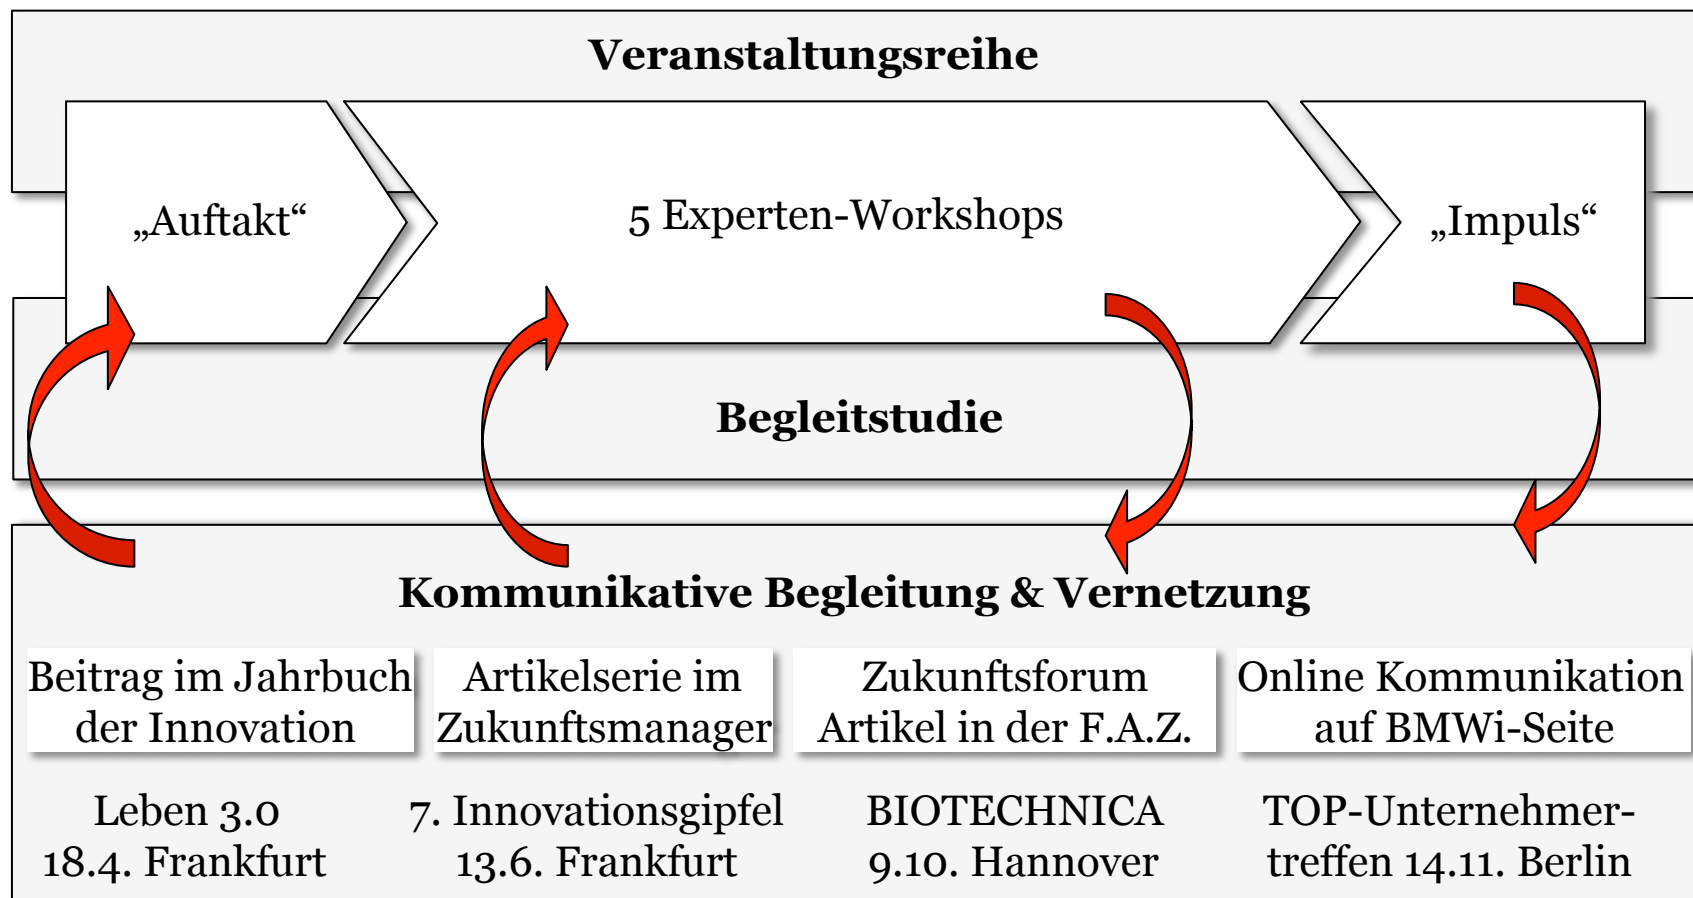 Veranstaltungsreihe
„Auftakt“
5 Experten-Workshops
„Impuls“
Begleitstudie
Kommunikative Begleitung & Vernetzung
Beitrag im Jahrbuch
der Innovation
Artikelserie im
Zukunftsmanager
Zukunftsforum
Artikel in der F.A.Z.
Online Kommunikation
auf BMWi-Seite
Leben 3.0
18.4. Frankfurt
7. Innovationsgipfel
13.6. Frankfurt
BIOTECHNICA
9.10. Hannover
TOP-Unternehmer-
treffen 14.11. Berlin